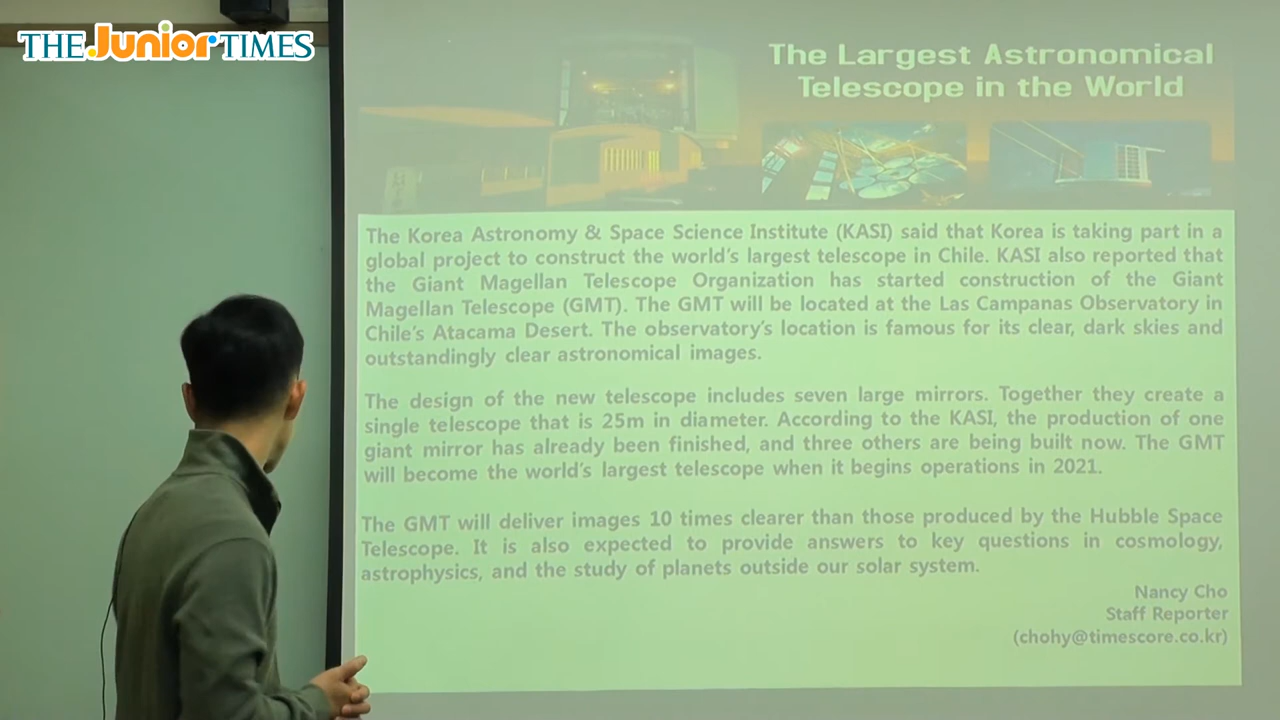 THE Junior TIMES
The Largest Astronomical
Telescope in the World
The Korea Astronomy & Space Science Institute (KASI) said that Korea is taking part in a
global project to construct the world's largest telescope in Chile. KASI also reported that
the Giant Magellan Telescope Organization has started construction of the Giant
Magellan Telescope (GMT). The GMT will be located at the Las Campanas Observatory in
Chile's Atacama Desert. The observatory's location is famous for its clear, dark skies and
outstandingly clear astronomical images.
The design of the new telescope includes seven large mirrors. Together they create a
single telescope that is 25m in diameter. According to the KASI, the production of one
giant mirror has already been finished, and three others are being built now. The GMT
will become the world's largest telescope when it begins operations in 2021.
The GMT will deliver images 10 times clearer than those produced by the Hubble Space
Telescope. It is also expected to provide answers to key questions in cosmology,
astrophysics, and the study of planets outside our solar system.
Nancy Cho
Staff Reporter
(chohy@timescore.co.kr)